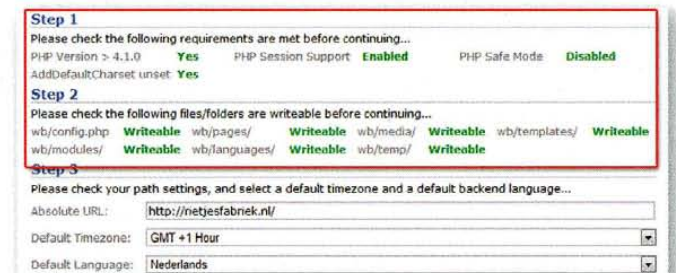 Step 1
Please check the following requirements are met before continuing...
PHP Version > 4.1.0 Yes PHP Session Support Enabled PHP Safe Mode Disabled
AddDefaultCharset unset Yes
Step 2
Please check the following files/folders are writeable before continuing...
wb/config.php Writeable wb/pages/ Writeable wb/media/ Writeable wb/templates/ Writeable
wb/modules/ Writeable wb/languages/ Writeable wb/temp/ Writeable
Step 3
Please check your path settings, and select a default timezone and a default backend language...
Absolute URL: http://rietjesfabriek.nl/
Default Timezone: GMT +1 Hour
Default Language: Nederlands